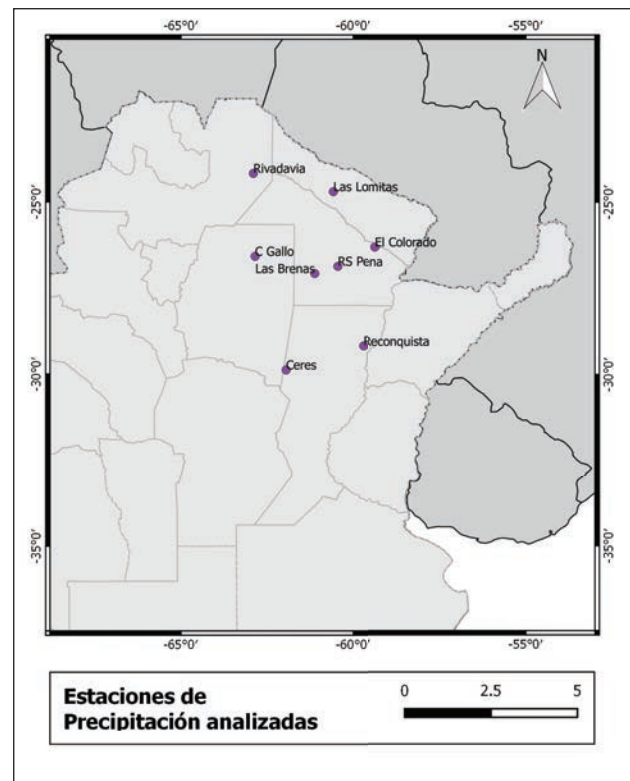 -65°0' -60°0' -55°0'
N
Rivadavia
Las Lomitas
-25°0' -25°0'
El Colorado
C Gallo
RS Pena
Las Brenas
Reconquista
Ceres
-30°0' -30°0'
-35°0' -35°0'
-65°0' -60°0' -55°0'
Estaciones de
Precipitación analizadas
0 2.5 5